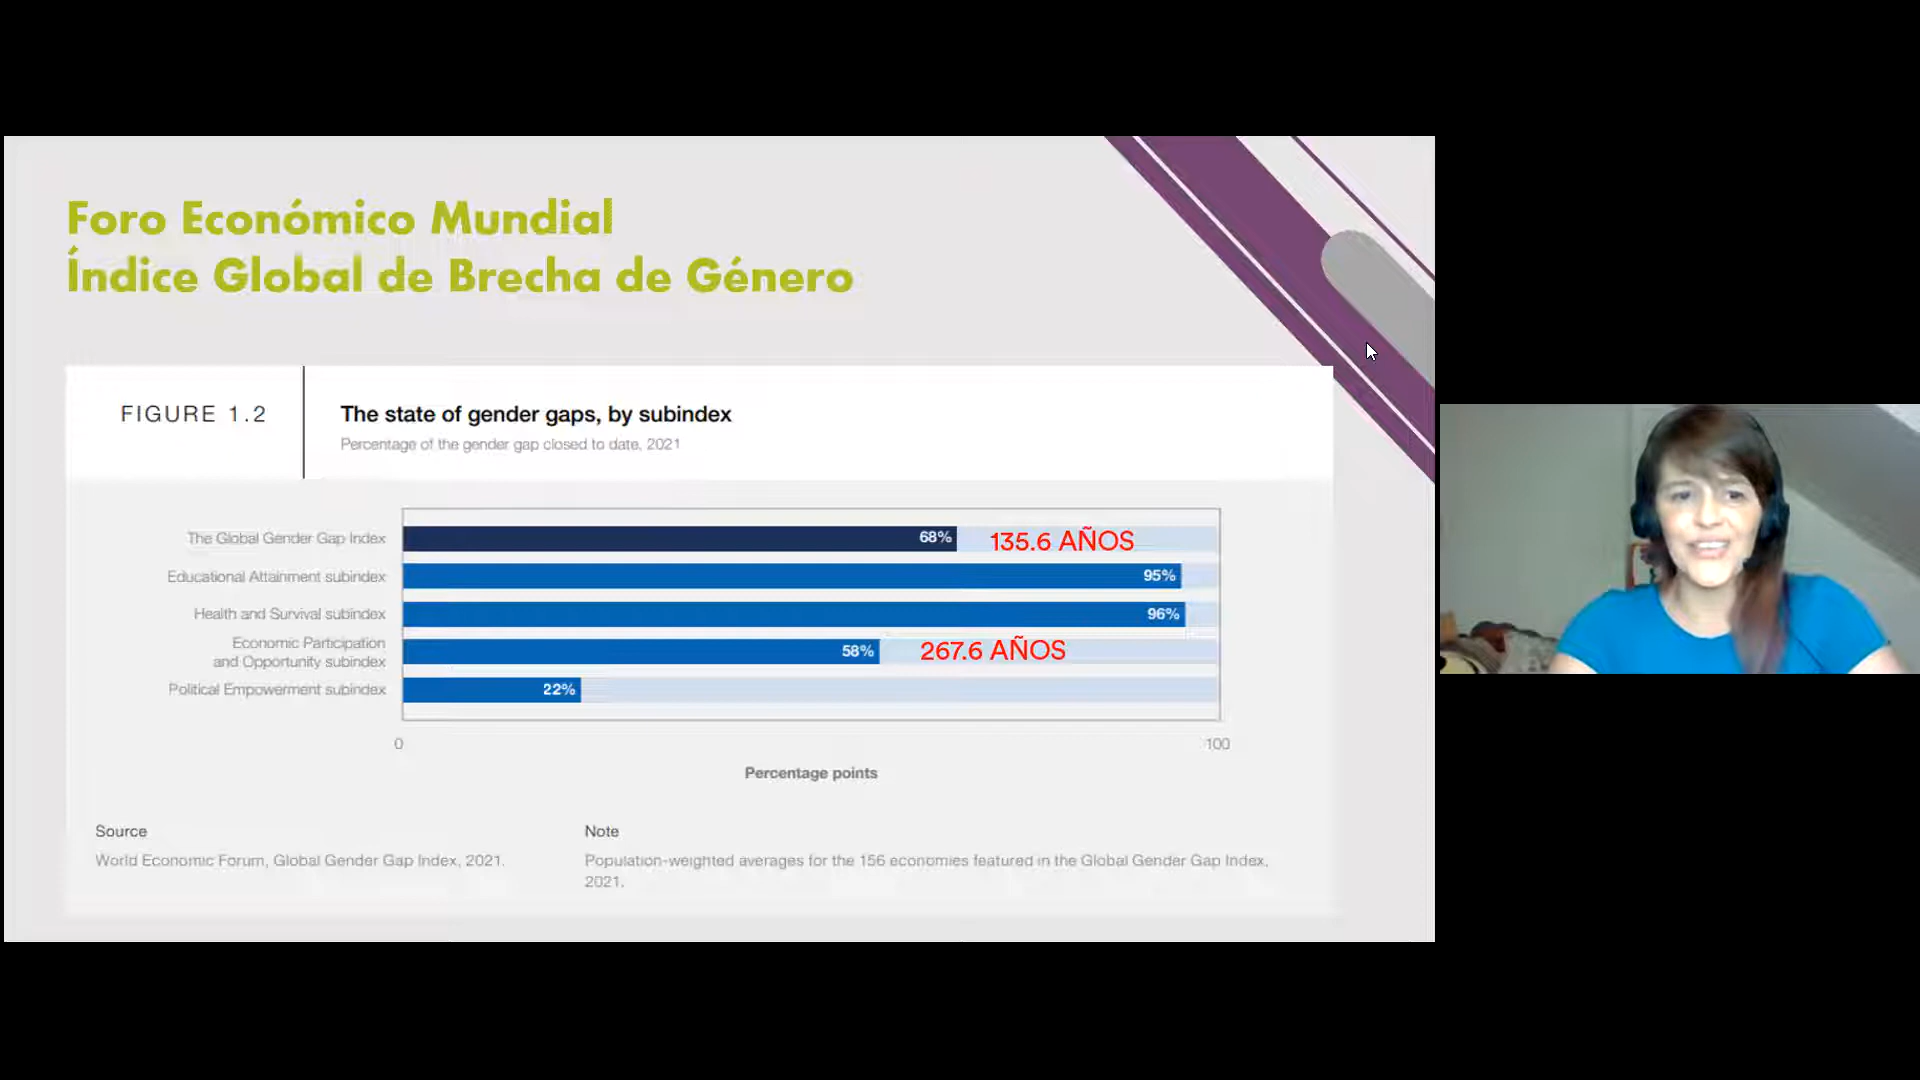 Foro Económico Mundial
Índice Global de Brecha de Género
FIGURE 1.2
The state of gender gaps, by subindex
Percentage of the gender gap closed to date, 2021
The Global Gender Gap Index
68%
135.6 AÑOS
Educational Attainment subindex
95%
Health and Survival subindex
96%
Economic Participation
and Opportunity subindex
58%
267.6 AÑOS
Political Empowerment subindex
22%
0
100
Percentage points
Source
World Economic Forum, Global Gender Gap Index, 2021.
Note
Population-weighted averages for the 156 economies featured in the Global Gender Gap Index,
2021.